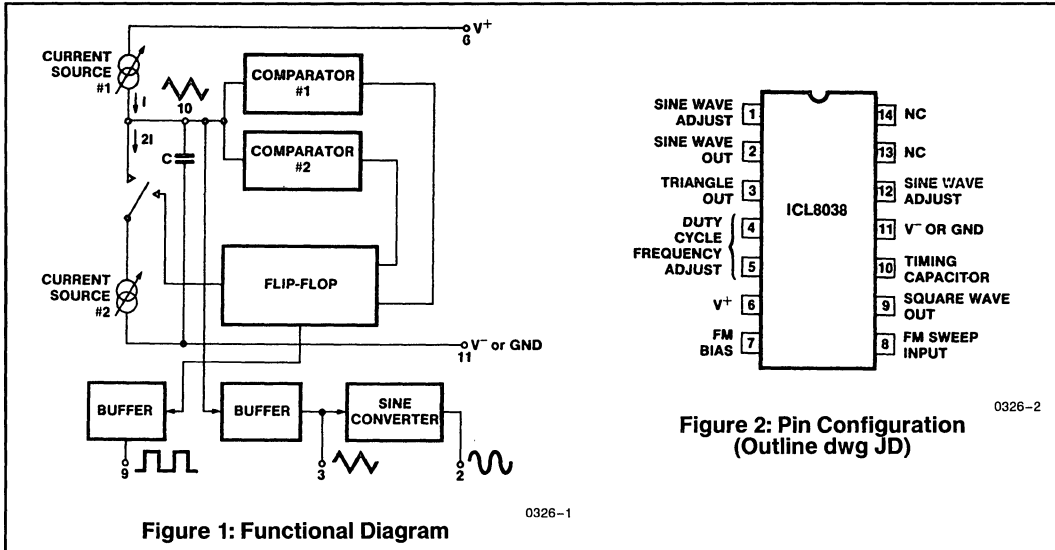 V+
6
CURRENT
SOURCE
#1
I
2I
10
C
COMPARATOR
#1
COMPARATOR
#2
FLIP-FLOP
CURRENT
SOURCE
#2
V− or GND
11
BUFFER
BUFFER
SINE
CONVERTER
9
3
2
0326-1
Figure 1: Functional Diagram
SINE WAVE
ADJUST
1
SINE WAVE
OUT
2
TRIANGLE
OUT
3
DUTY
CYCLE
FREQUENCY
ADJUST
4
5
V+
6
FM
BIAS
7
ICL8038
14 NC
13 NC
12 SINE WAVE
ADJUST
11 V− OR GND
10 TIMING
CAPACITOR
9 SQUARE WAVE
OUT
8 FM SWEEP
INPUT
0326-2
Figure 2: Pin Configuration
(Outline dwg JD)